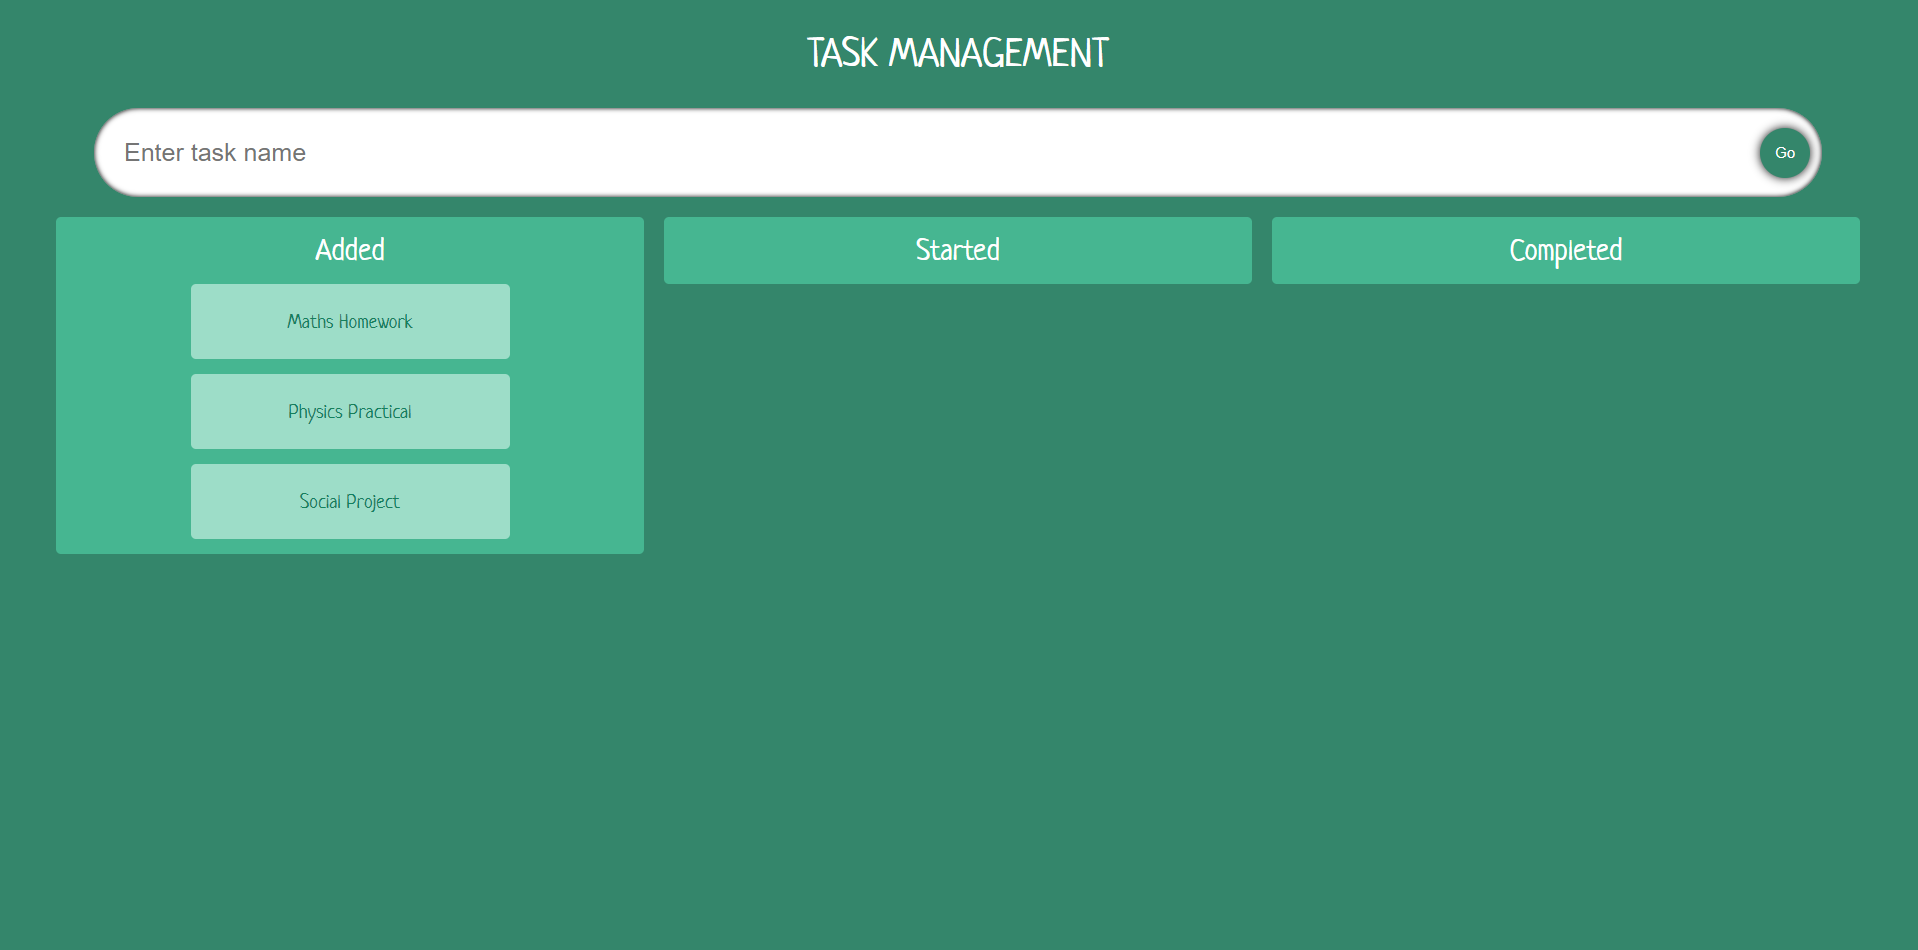 TASK MANAGEMENT
Enter task name
Go
Added
Started
Completed
Maths Homework
Physics Practical
Social Project